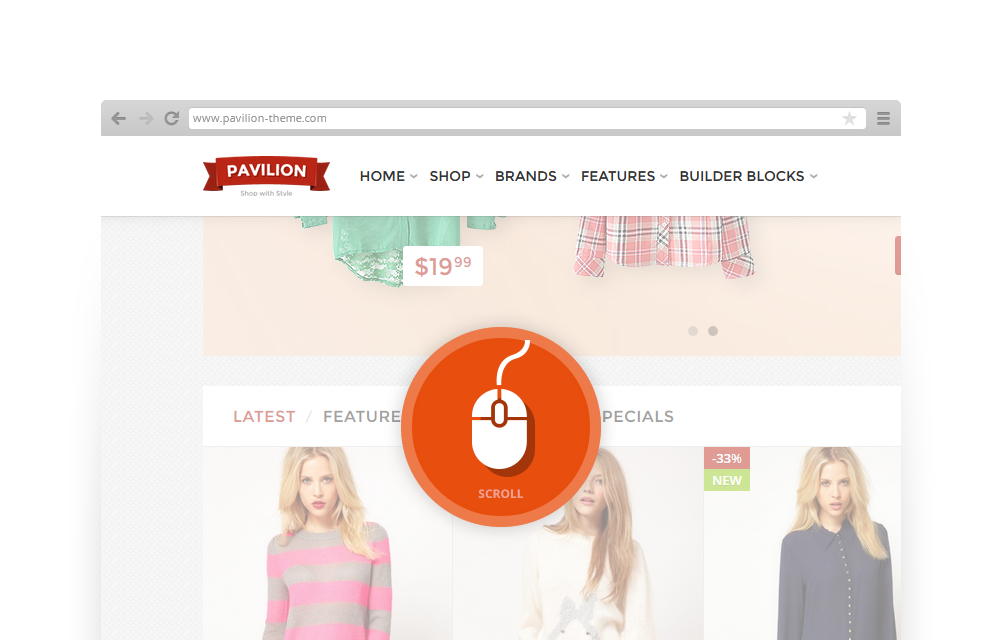 www.pavilion-theme.com
PAVILION
Shop with Style
HOME SHOP BRANDS FEATURES BUILDER BLOCKS
$19 99
LATEST / FEATURE PECIALS
-33%
NEW
SCROLL